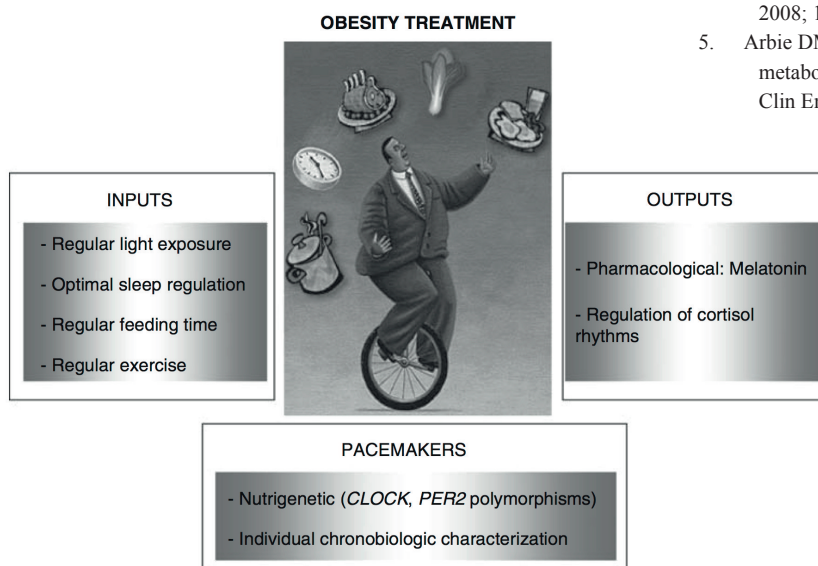 OBESITY TREATMENT
2008; 1
5. Arbie DM
metabo
Clin En
INPUTS
- Regular light exposure
- Optimal sleep regulation
- Regular feeding time
- Regular exercise
OUTPUTS
- Pharmacological: Melatonin
- Regulation of cortisol
rhythms
PACEMAKERS
- Nutrigenetic (CLOCK, PER2 polymorphisms)
- Individual chronobiologic characterization